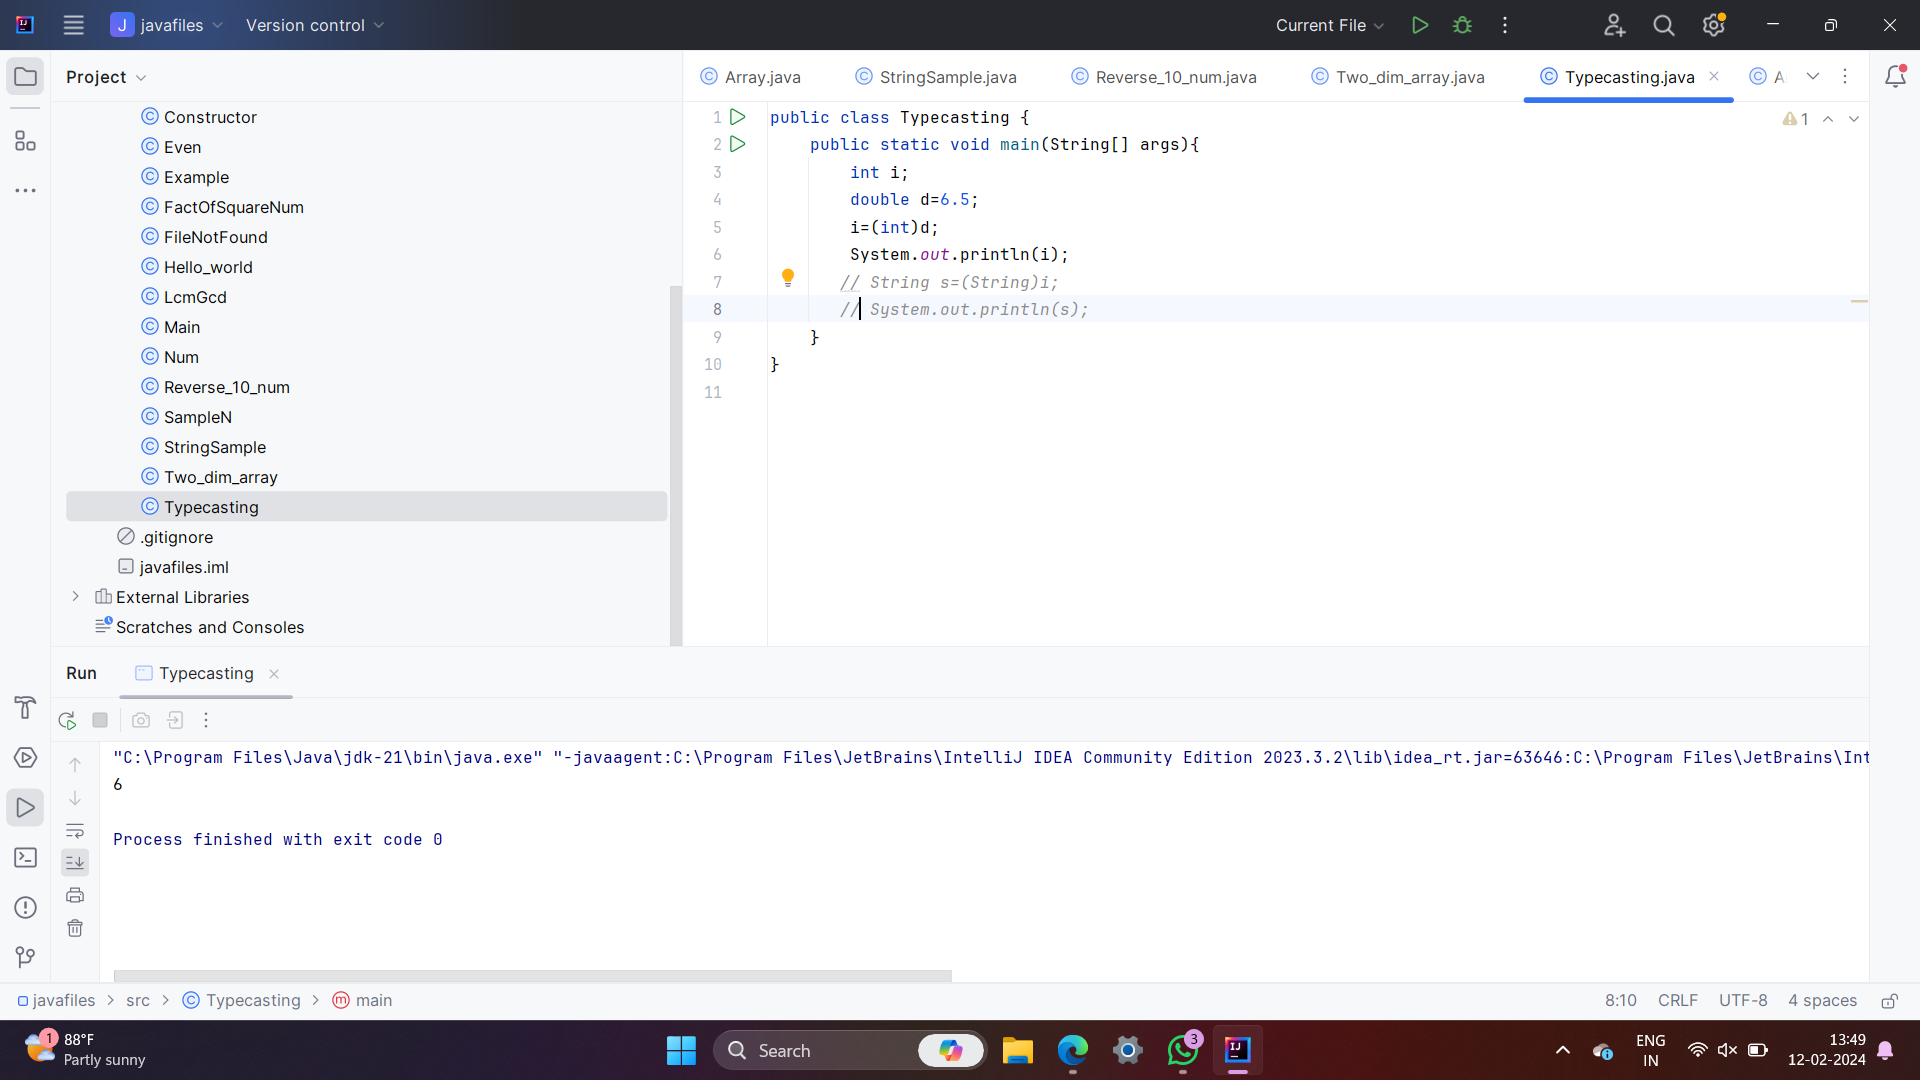 J javafiles Version control Current File
Project
Constructor
Even
Example
FactOfSquareNum
FileNotFound
Hello_world
LcmGcd
Main
Num
Reverse_10_num
SampleN
StringSample
Two_dim_array
Typecasting
.gitignore
javafiles.iml
External Libraries
Scratches and Consoles
Array.java StringSample.java Reverse_10_num.java Two_dim_array.java Typecasting.java A
1 public class Typecasting {
2 public static void main(String[] args){
3 int i;
4 double d=6.5;
5 i=(int)d;
6 System.out.println(i);
7 // String s=(String)i;
8 // System.out.println(s);
9 }
10 }
11
1
Run Typecasting
"C:\Program Files\Java\jdk-21\bin\java.exe" "-javaagent:C:\Program Files\JetBrains\IntelliJ IDEA Community Edition 2023.3.2\lib\idea_rt.jar=63646:C:\Program Files\JetBrains\Int
6
Process finished with exit code 0
javafiles > src > Typecasting > main 8:10 CRLF UTF-8 4 spaces
1 88°F
Partly sunny
Search
3
ENG
IN
13:49
12-02-2024